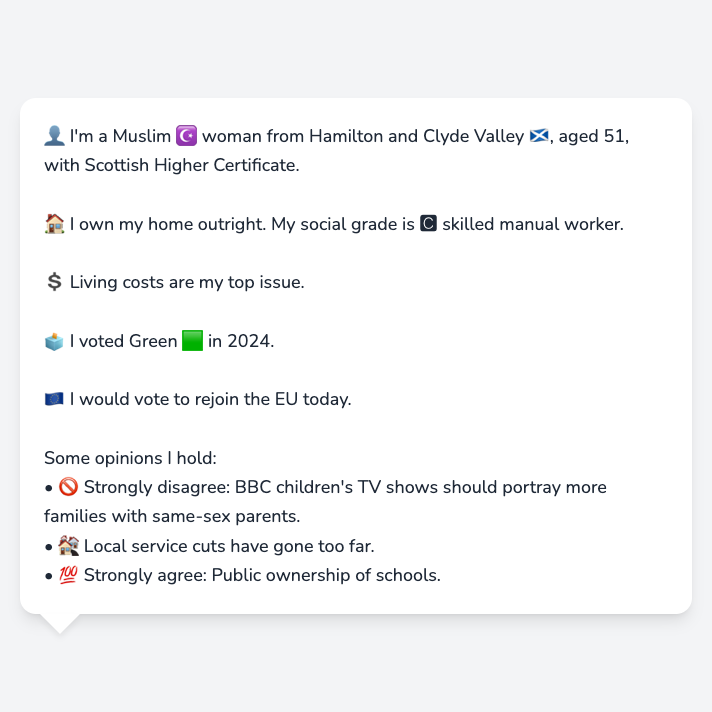 👤 I'm a Muslim ☪️ woman from Hamilton and Clyde Valley 🏴󠁧󠁢󠁳󠁣󠁴󠁿, aged 51,
with Scottish Higher Certificate.
🏠 I own my home outright. My social grade is 🅲 skilled manual worker.
💲 Living costs are my top issue.
🗳️ I voted Green 🟩 in 2024.
🇪🇺 I would vote to rejoin the EU today.
Some opinions I hold:
• 🚫 Strongly disagree: BBC children's TV shows should portray more
families with same-sex parents.
• 🏚️ Local service cuts have gone too far.
• 💯 Strongly agree: Public ownership of schools.